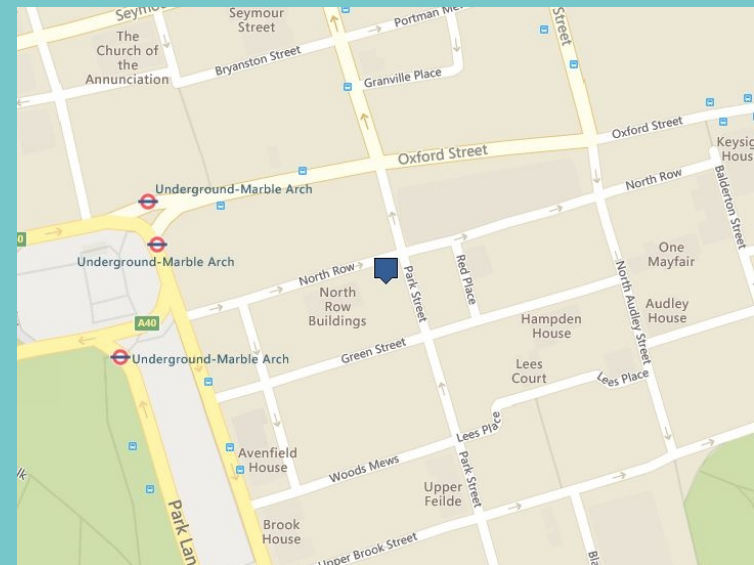 Seymour
Street
Portman Me
The
Church of
the
Annunciation
Bryanston Street
Granville Place
Street
Oxford Street
Oxford Street
Keysig
Hous
Underground-Marble Arch
North Row
Balderton Street
Underground-Marble Arch
North Row
Red Place
One
Mayfair
North
Row
Buildings
Park Street
North Audley Street
A40
Hampden
House
Audley
House
Underground-Marble Arch
Green Street
Lees
Court
Lees Place
Lees Place
Avenfield
House
Woods Mews
Park Street
Upper
Feilde
Park Lan
Brook
House
Upper Brook Street